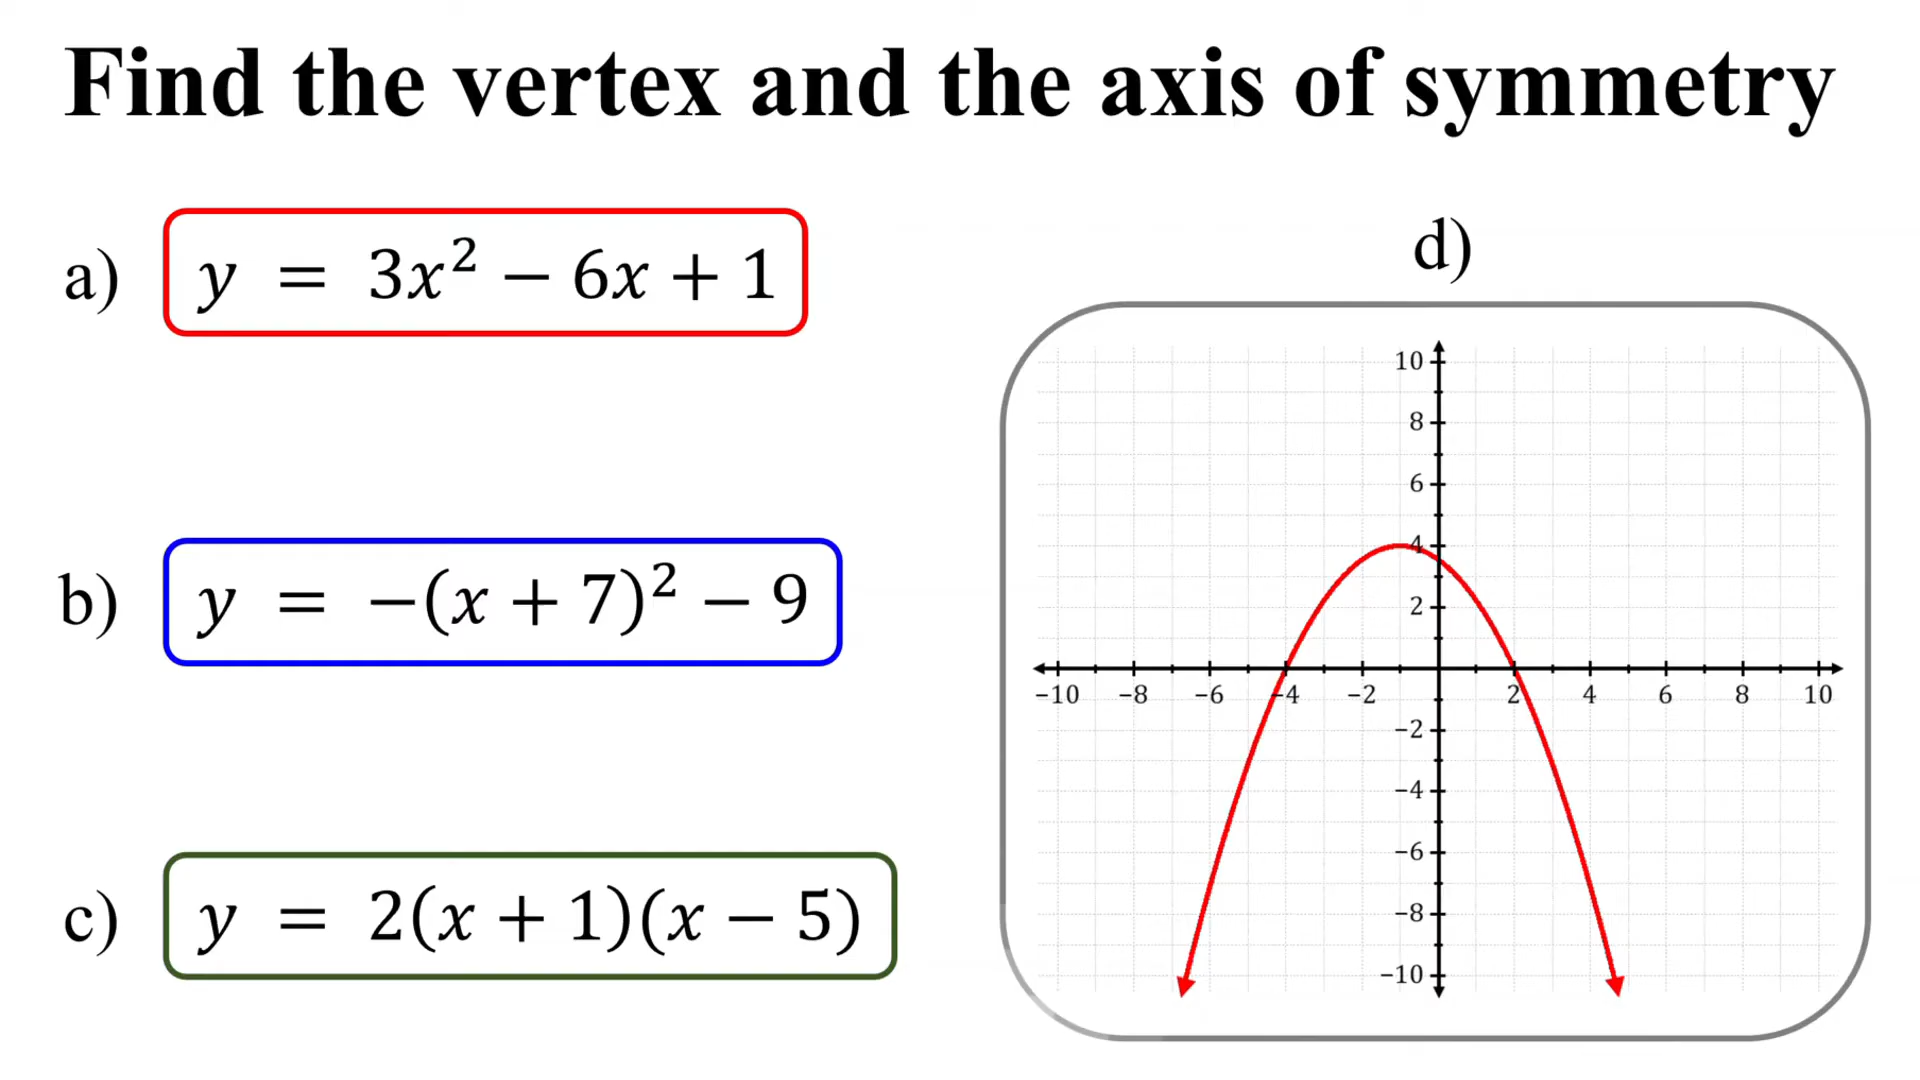 Find the vertex and the axis of symmetry
a) y = 3x² − 6x + 1
b) y = −(x + 7)² − 9
c) y = 2(x + 1)(x − 5)
d)
10
8
6
4
2
−10 −8 −6 −4 −2 2 4 6 8 10
−2
−4
−6
−8
−10